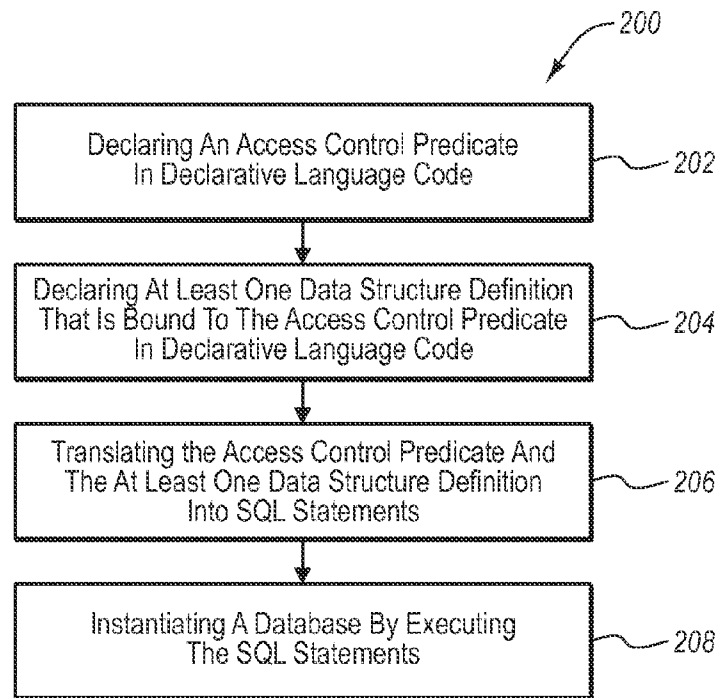 200
Declaring An Access Control Predicate
In Declarative Language Code
202
Declaring At Least One Data Structure Definition
That Is Bound To The Access Control Predicate
In Declarative Language Code
204
Translating the Access Control Predicate And
The At Least One Data Structure Definition
Into SQL Statements
206
Instantiating A Database By Executing
The SQL Statements
208